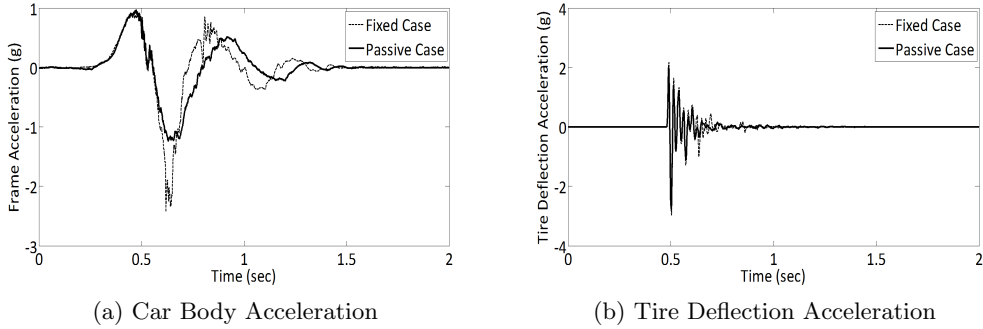 Frame Acceleration (g)
1
0
-1
-2
-3
Fixed Case
Passive Case
0
0.5
1
1.5
2
Time (sec)
(a) Car Body Acceleration
Tire Deflection Acceleration (g)
4
2
0
-2
-4
Fixed Case
Passive Case
0
0.5
1
1.5
2
Time (sec)
(b) Tire Deflection Acceleration